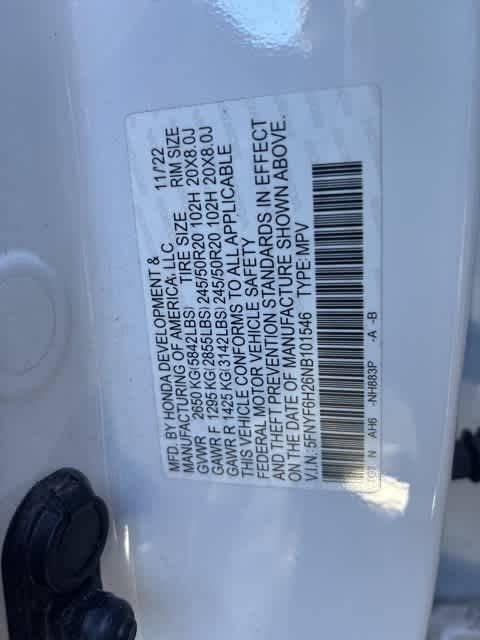 MFD. BY HONDA DEVELOPMENT & 11/22
MANUFACTURING OF AMERICA, LLC
TIRE SIZE RIM SIZE
GVWR 2650 KG(5842LBS)
GAWR F 1295 KG(2855LBS) 245/50R20 102H 20X8.0J
GAWR R 1425 KG(3142LBS) 245/50R20 102H 20X8.0J
THIS VEHICLE CONFORMS TO ALL APPLICABLE
FEDERAL MOTOR VEHICLE SAFETY
AND THEFT PREVENTION STANDARDS IN EFFECT
ON THE DATE OF MANUFACTURE SHOWN ABOVE.
V.I.N.: 5FNYF6H26NB101546 TYPE: MPV
N AH6 -NH883P -A -B